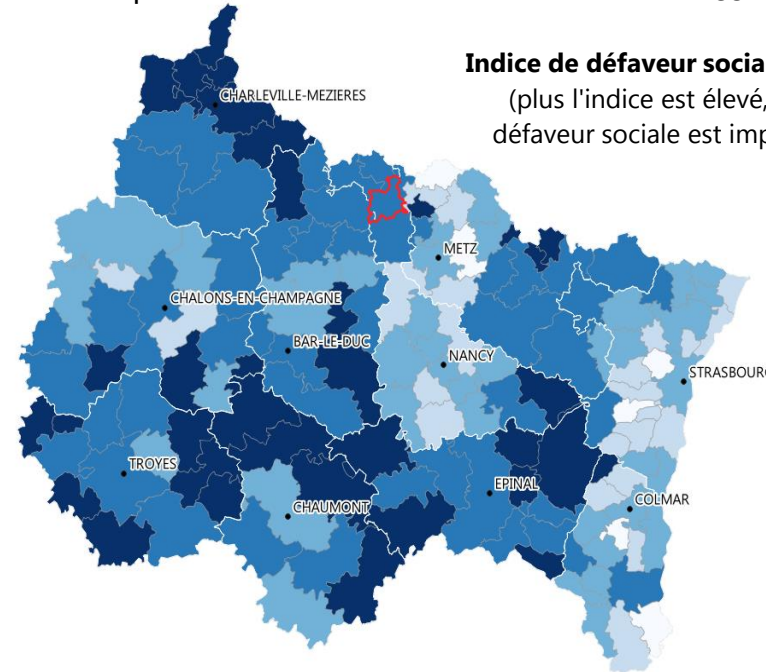 Indice de défaveur socia
(plus l'indice est élevé,
défaveur sociale est imp
CHARLEVILLE-MEZIERES
METZ
CHALONS-EN-CHAMPAGNE
BAR-LE-DUC
NANCY
STRASBOURG
TROYES
EPINAL
CHAUMONT
COLMAR